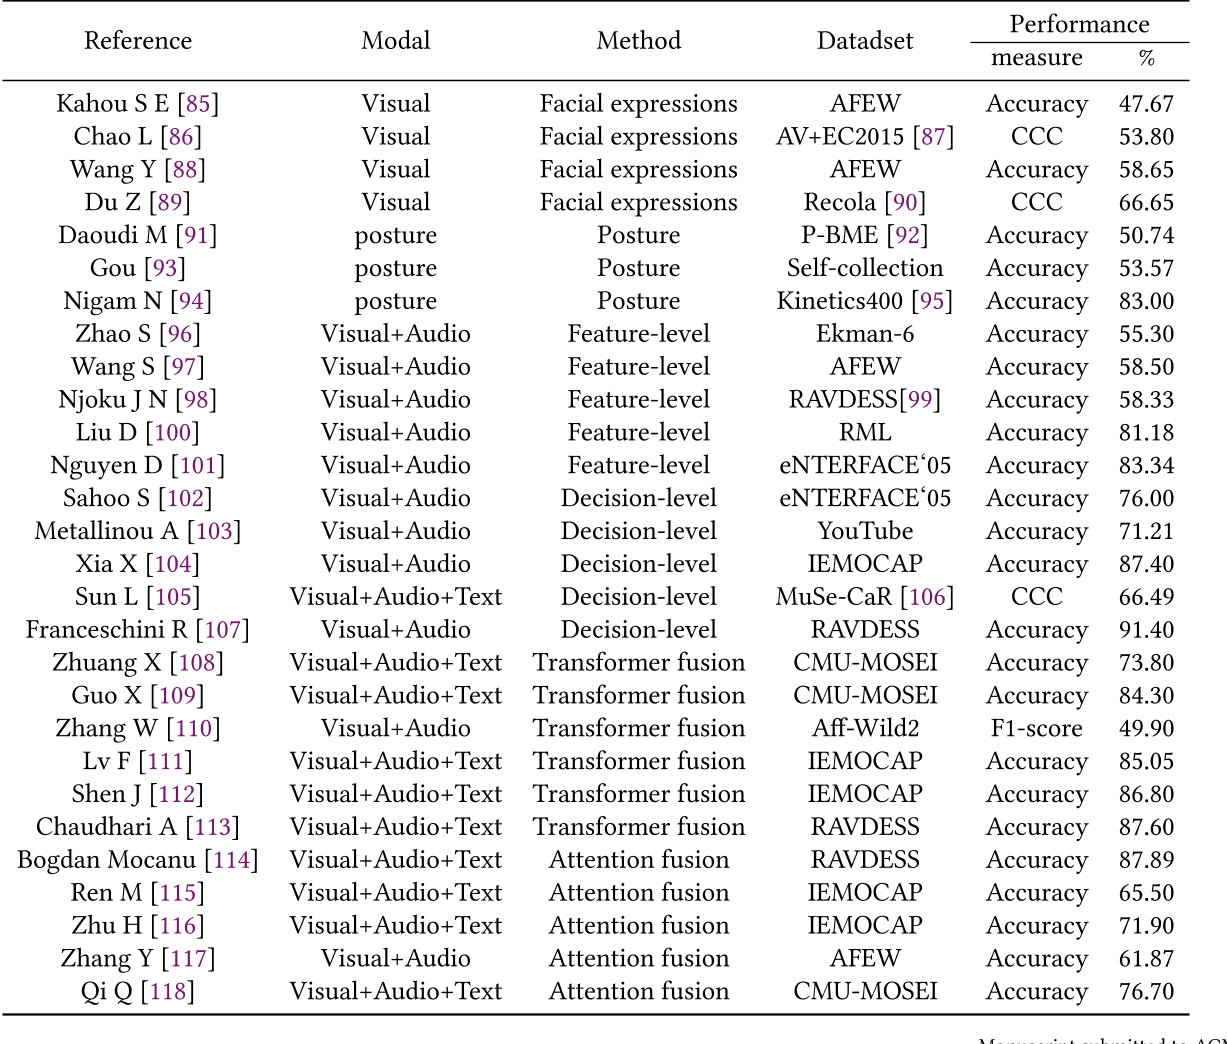 Reference Modal Method Datadset Performance
measure %
Kahou S E [85] Visual Facial expressions AFEW Accuracy 47.67
Chao L [86] Visual Facial expressions AV+EC2015 [87] CCC 53.80
Wang Y [88] Visual Facial expressions AFEW Accuracy 58.65
Du Z [89] Visual Facial expressions Recola [90] CCC 66.65
Daoudi M [91] posture Posture P-BME [92] Accuracy 50.74
Gou [93] posture Posture Self-collection Accuracy 53.57
Nigam N [94] posture Posture Kinetics400 [95] Accuracy 83.00
Zhao S [96] Visual+Audio Feature-level Ekman-6 Accuracy 55.30
Wang S [97] Visual+Audio Feature-level AFEW Accuracy 58.50
Njoku J N [98] Visual+Audio Feature-level RAVDESS[99] Accuracy 58.33
Liu D [100] Visual+Audio Feature-level RML Accuracy 81.18
Nguyen D [101] Visual+Audio Feature-level eNTERFACE‘05 Accuracy 83.34
Sahoo S [102] Visual+Audio Decision-level eNTERFACE‘05 Accuracy 76.00
Metallinou A [103] Visual+Audio Decision-level YouTube Accuracy 71.21
Xia X [104] Visual+Audio Decision-level IEMOCAP Accuracy 87.40
Sun L [105] Visual+Audio+Text Decision-level MuSe-CaR [106] CCC 66.49
Franceschini R [107] Visual+Audio Decision-level RAVDESS Accuracy 91.40
Zhuang X [108] Visual+Audio+Text Transformer fusion CMU-MOSEI Accuracy 73.80
Guo X [109] Visual+Audio+Text Transformer fusion CMU-MOSEI Accuracy 84.30
Zhang W [110] Visual+Audio Transformer fusion Aff-Wild2 F1-score 49.90
Lv F [111] Visual+Audio+Text Transformer fusion IEMOCAP Accuracy 85.05
Shen J [112] Visual+Audio+Text Transformer fusion IEMOCAP Accuracy 86.80
Chaudhari A [113] Visual+Audio+Text Transformer fusion RAVDESS Accuracy 87.60
Bogdan Mocanu [114] Visual+Audio+Text Attention fusion RAVDESS Accuracy 87.89
Ren M [115] Visual+Audio+Text Attention fusion IEMOCAP Accuracy 65.50
Zhu H [116] Visual+Audio+Text Attention fusion IEMOCAP Accuracy 71.90
Zhang Y [117] Visual+Audio Attention fusion AFEW Accuracy 61.87
Qi Q [118] Visual+Audio+Text Attention fusion CMU-MOSEI Accuracy 76.70
Manuscript submitted to ACM